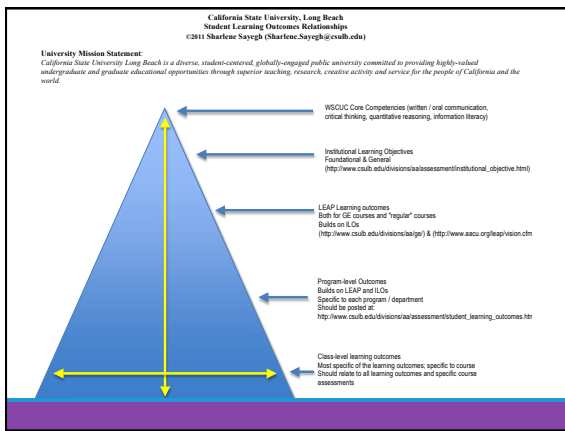 California State University, Long Beach
Student Learning Outcomes Relationships
©2011 Sharlene Sayegh (Sharlene.Sayegh@csulb.edu)
University Mission Statement:
California State University Long Beach is a diverse, student-centered, globally-engaged public university committed to providing highly-valued
undergraduate and graduate educational opportunities through superior teaching, research, creative activity and service for the people of California and the
world.
WSCUC Core Competencies (written / oral communication,
critical thinking, quantitative reasoning, information literacy)
Institutional Learning Objectives
Foundational & General
(http://www.csulb.edu/divisions/aa/assessment/institutional_objective.html)
LEAP Learning outcomes
Both for GE courses and "regular" courses
Builds on ILOs
(http://www.csulb.edu/divisions/aa/ge/) & (http://www.aacu.org/leap/vision.cfm
Program-level Outcomes
Builds on LEAP and ILOs
Specific to each program / department
Should be posted at:
http://www.csulb.edu/divisions/aa/assessment/student_learning_outcomes.htr
Class-level learning outcomes
Most specific of the learning outcomes; specific to course
Should relate to all learning outcomes and specific course
assessments